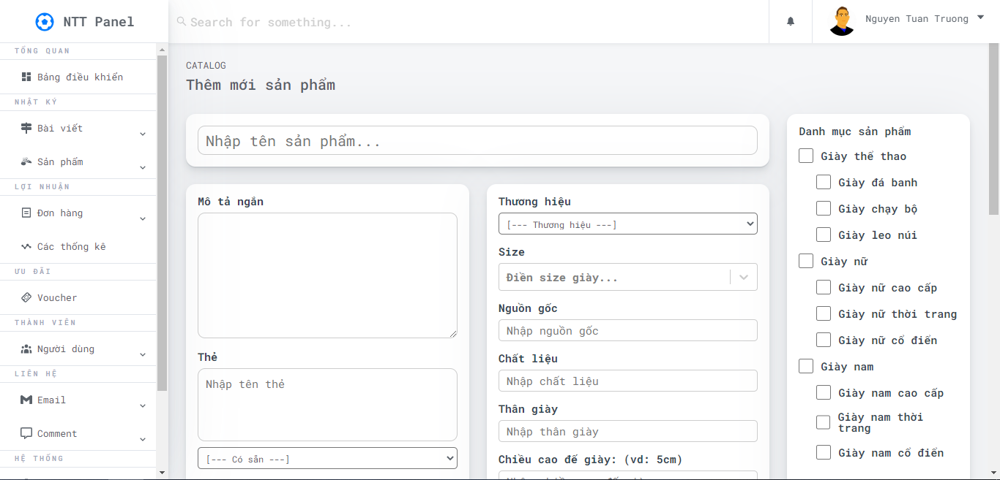 NTT Panel
Search for something...
Nguyen Tuan Truong
TỔNG QUAN
Bảng điều khiển
NHẬT KÝ
Bài viết
Sản phẩm
LỢI NHUẬN
Đơn hàng
Các thống kê
ƯU ĐÃI
Voucher
THÀNH VIÊN
Người dùng
LIÊN HỆ
Email
Comment
HỆ THỐNG
CATALOG
Thêm mới sản phẩm
Nhập tên sản phẩm...
Mô tả ngắn
Thẻ
Nhập tên thẻ
[--- Có sẵn ---]
Thương hiệu
[--- Thương hiệu ---]
Size
Điền size giày...
Nguồn gốc
Nhập nguồn gốc
Chất liệu
Nhập chất liệu
Thân giày
Nhập thân giày
Chiều cao đế giày: (vd: 5cm)
Danh mục sản phẩm
Giày thể thao
Giày đá banh
Giày chạy bộ
Giày leo núi
Giày nữ
Giày nữ cao cấp
Giày nữ thời trang
Giày nữ cổ điển
Giày nam
Giày nam cao cấp
Giày nam thời
trang
Giày nam cổ điển